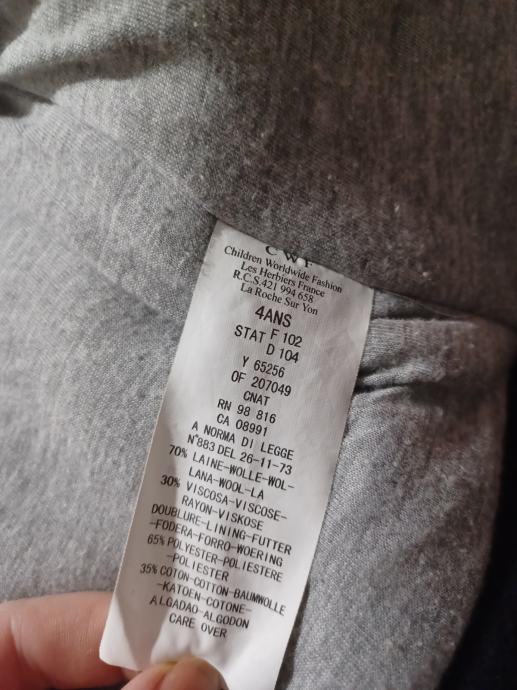 CWF
Children Worldwide Fashion
Les Herbiers France
R.C.S.421 994 658
La Roche Sur Yon
4ANS
STAT F 102
D 104
Y 65256
OF 207049
CNAT
RN 98 816
CA 08991
A NORMA DI LEGGE
N°883 DEL 26-11-73
70% LAINE-WOLLE-WOL-
LANA-WOOL-LA
30% VISCOSA-VISCOSE-
RAYON-VISKOSE
DOUBLURE-LINING-FUTTER
-FODERA-FORRO-WOERING
65% POLYESTER-POLIESTERE
-POLIESTER
35% COTON-COTTON-BAUMWOLLE
-KATOEN-COTONE-
ALGADAO-ALGODON
CARE OVER